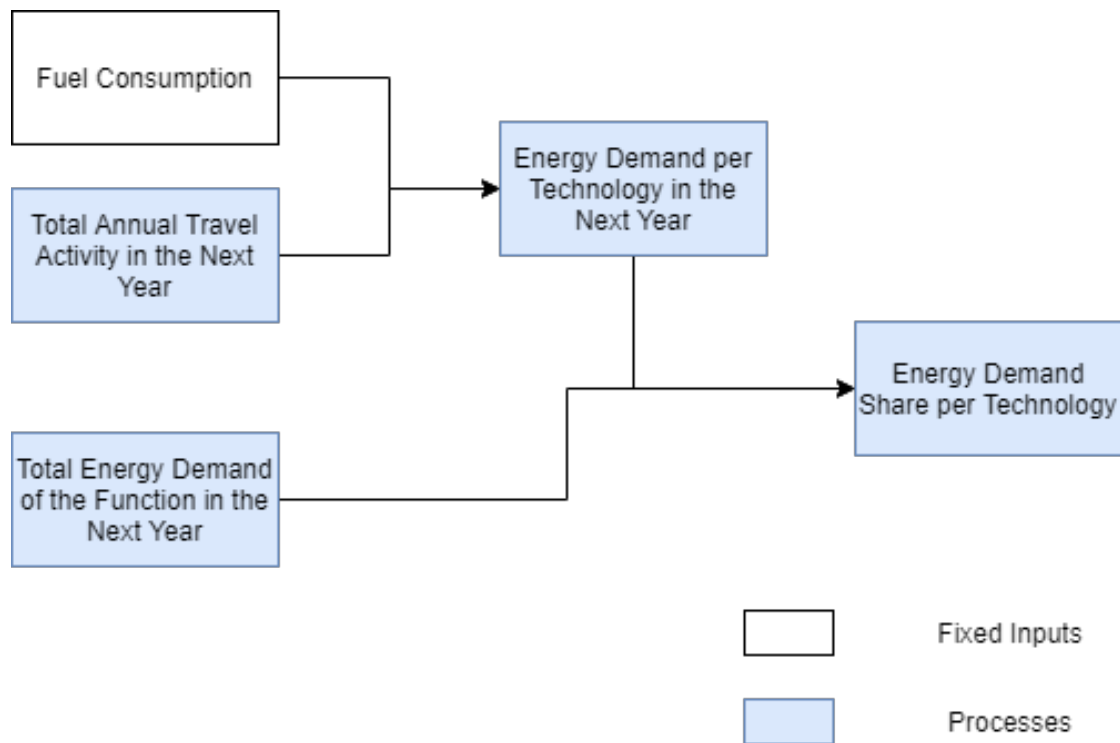 Fuel Consumption
Total Annual Travel
Activity in the Next
Year
Energy Demand per
Technology in the
Next Year
Energy Demand
Share per Technology
Total Energy Demand
of the Function in the
Next Year
Fixed Inputs
Processes